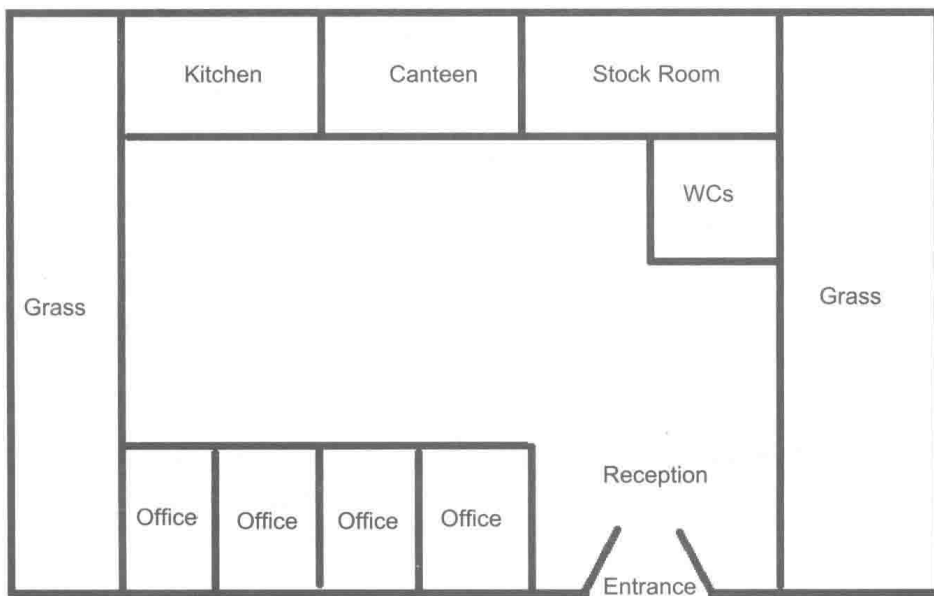 Kitchen
Canteen
Stock Room
WCs
Grass
Grass
Reception
Office
Office
Office
Office
Entrance